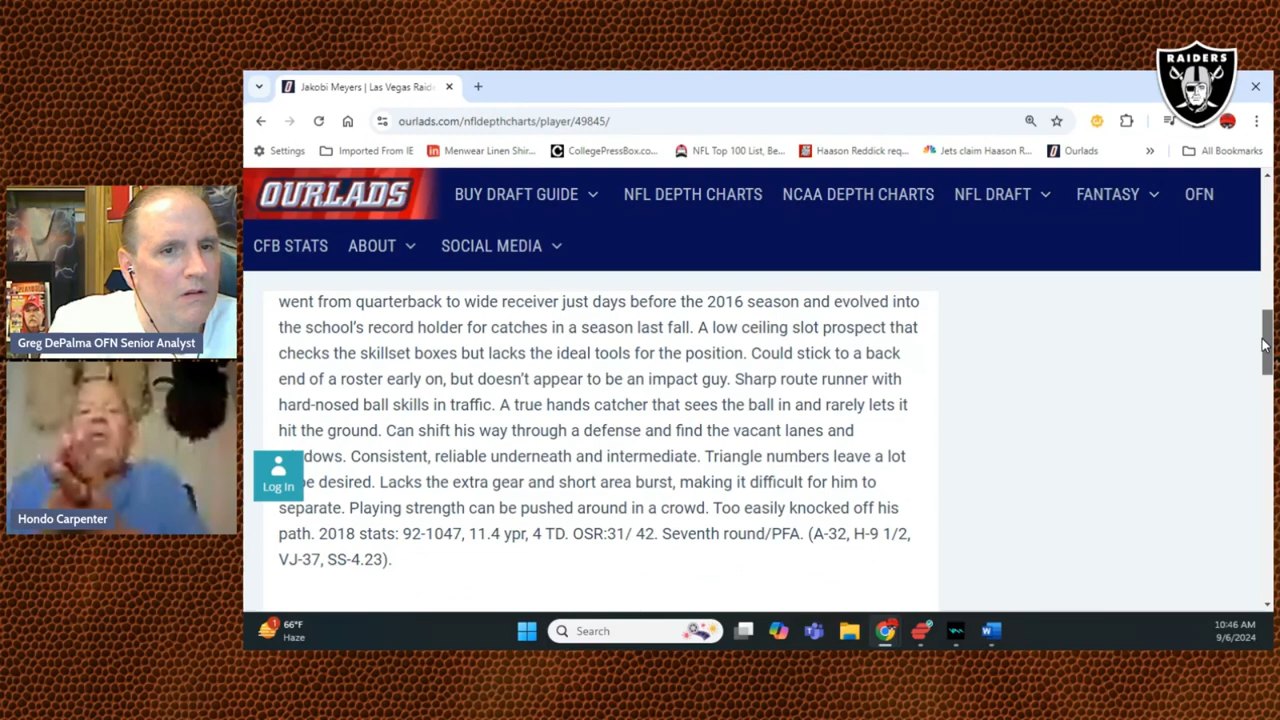 RAIDERS
Jakobi Meyers | Las Vegas Raid
ourlads.com/nfldepthcharts/player/49845/
Settings
Imported From IE
Menwear Linen Shir...
CollegePressBox.co...
NFL Top 100 List, Be...
Haason Reddick req...
Jets claim Haason R...
Ourlads
All Bookmarks
OURLADS
BUY DRAFT GUIDE
NFL DEPTH CHARTS
NCAA DEPTH CHARTS
NFL DRAFT
FANTASY
OFN
CFB STATS
ABOUT
SOCIAL MEDIA
went from quarterback to wide receiver just days before the 2016 season and evolved into
the school's record holder for catches in a season last fall. A low ceiling slot prospect that
checks the skillset boxes but lacks the ideal tools for the position. Could stick to a back
end of a roster early on, but doesn't appear to be an impact guy. Sharp route runner with
hard-nosed ball skills in traffic. A true hands catcher that sees the ball in and rarely lets it
hit the ground. Can shift his way through a defense and find the vacant lanes and
dows. Consistent, reliable underneath and intermediate. Triangle numbers leave a lot
be desired. Lacks the extra gear and short area burst, making it difficult for him to
separate. Playing strength can be pushed around in a crowd. Too easily knocked off his
path. 2018 stats: 92-1047, 11.4 ypr, 4 TD. OSR:31/ 42. Seventh round/PFA. (A-32, H-9 1/2,
VJ-37, SS-4.23).
Log In
Greg DePalma OFN Senior Analyst
Hondo Carpenter
1
66°F
Haze
Search
10:46 AM
9/6/2024